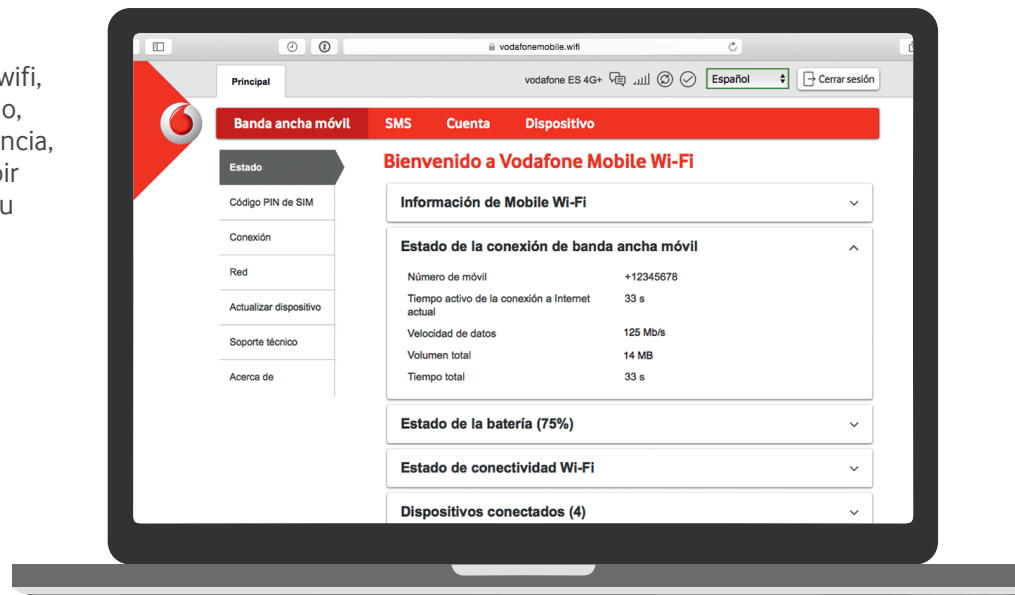 vodafonemobile.wifi
wifi,
Principal
vodafone ES 4G+
Español
Cerrar sesión
Banda ancha móvil
SMS
Cuenta
Dispositivo
Estado
Bienvenido a Vodafone Mobile Wi-Fi
Código PIN de SIM
Información de Mobile Wi-Fi
Conexión
Estado de la conexión de banda ancha móvil
Red
Número de móvil +12345678
Tiempo activo de la conexión a Internet 33 s
actual
Actualizar dispositivo
Velocidad de datos 125 Mb/s
Soporte técnico
Volumen total 14 MB
Acerca de
Tiempo total 33 s
Estado de la batería (75%)
Estado de conectividad Wi-Fi
Dispositivos conectados (4)